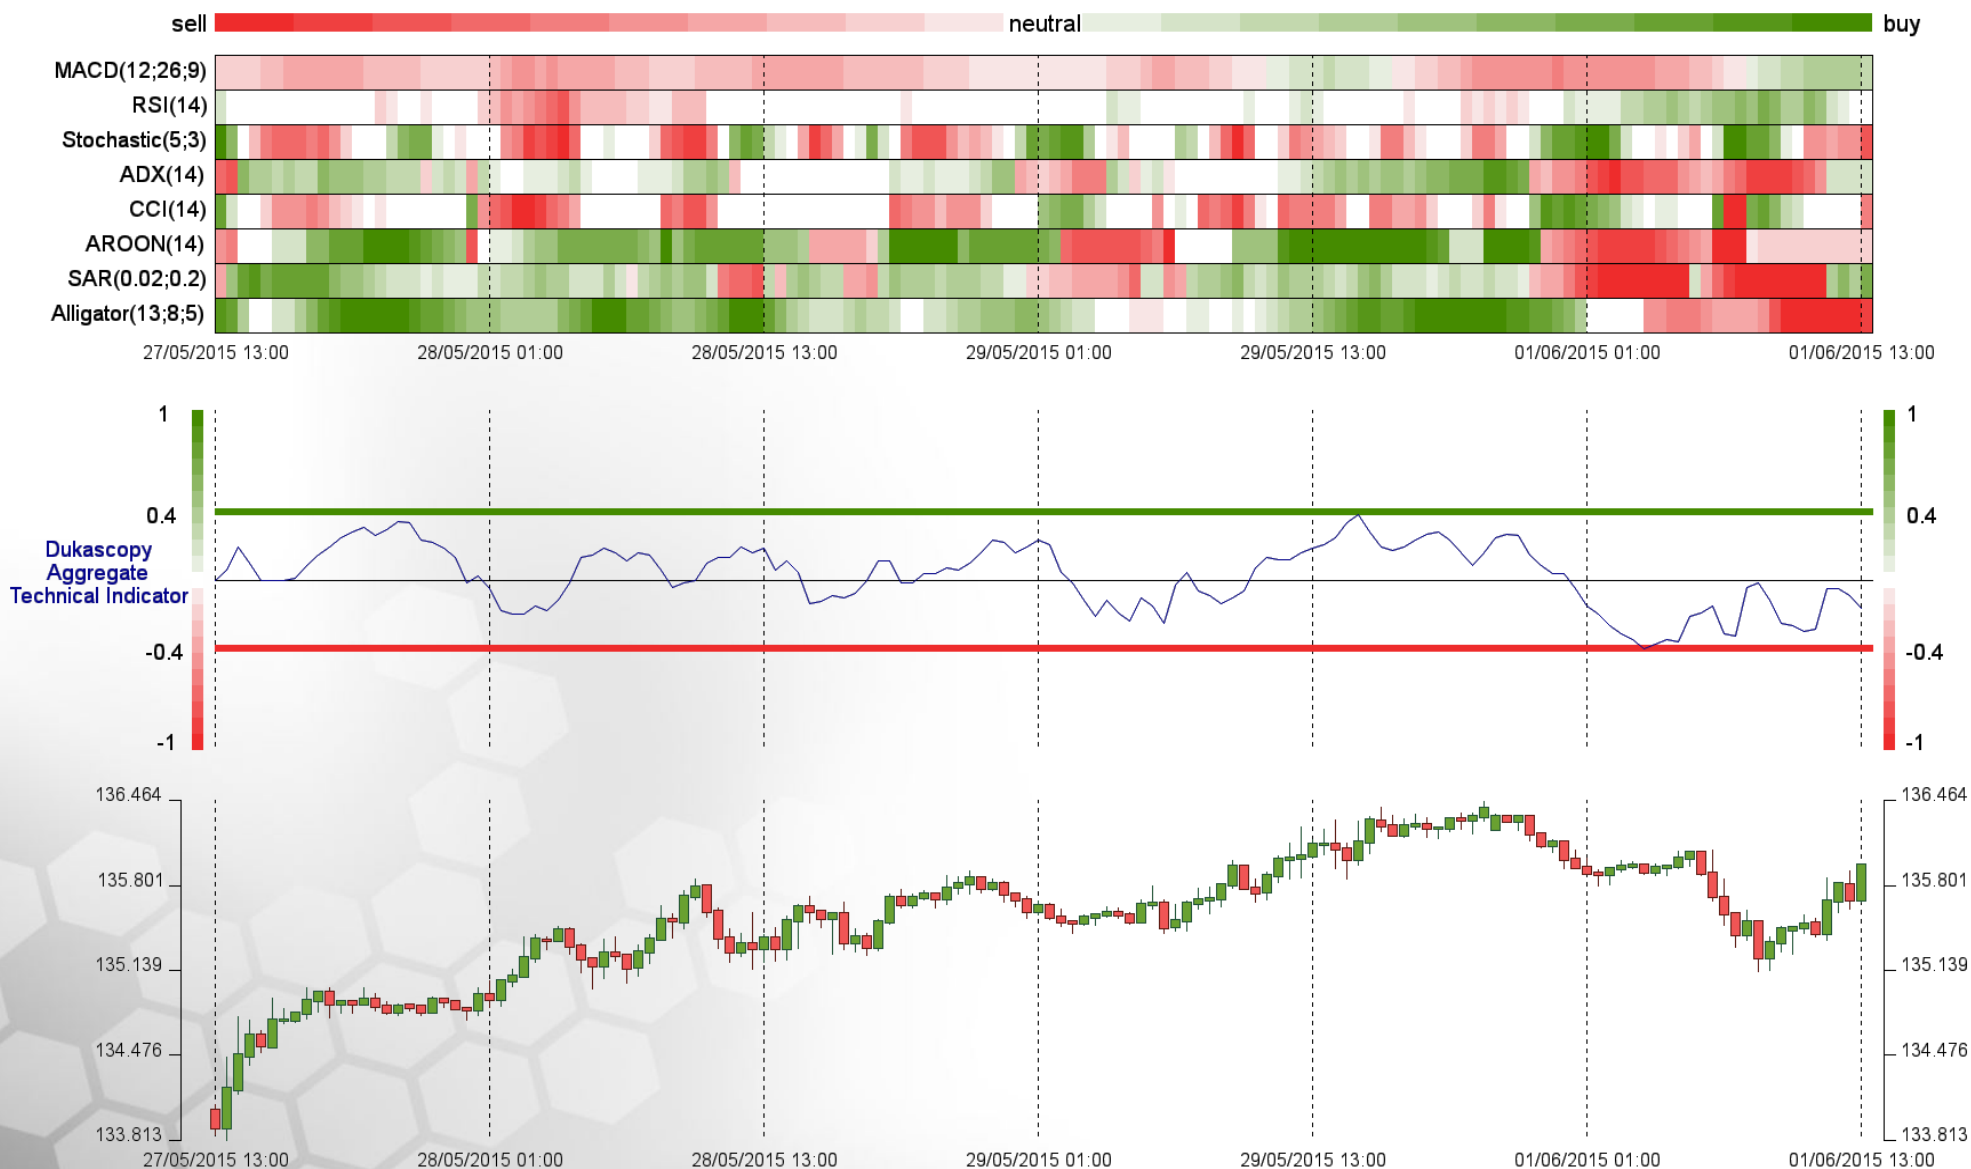 sell neutral buy
MACD(12;26;9)
RSI(14)
Stochastic(5;3)
ADX(14)
CCI(14)
AROON(14)
SAR(0.02;0.2)
Alligator(13;8;5)
27/05/2015 13:00 28/05/2015 01:00 28/05/2015 13:00 29/05/2015 01:00 29/05/2015 13:00 01/06/2015 01:00 01/06/2015 13:00
1 1
0.4 0.4
Dukascopy
Aggregate
Technical Indicator
-0.4 -0.4
-1 -1
136.464 136.464
135.801 135.801
135.139 135.139
134.476 134.476
133.813 133.813
27/05/2015 13:00 28/05/2015 01:00 28/05/2015 13:00 29/05/2015 01:00 29/05/2015 13:00 01/06/2015 01:00 01/06/2015 13:00